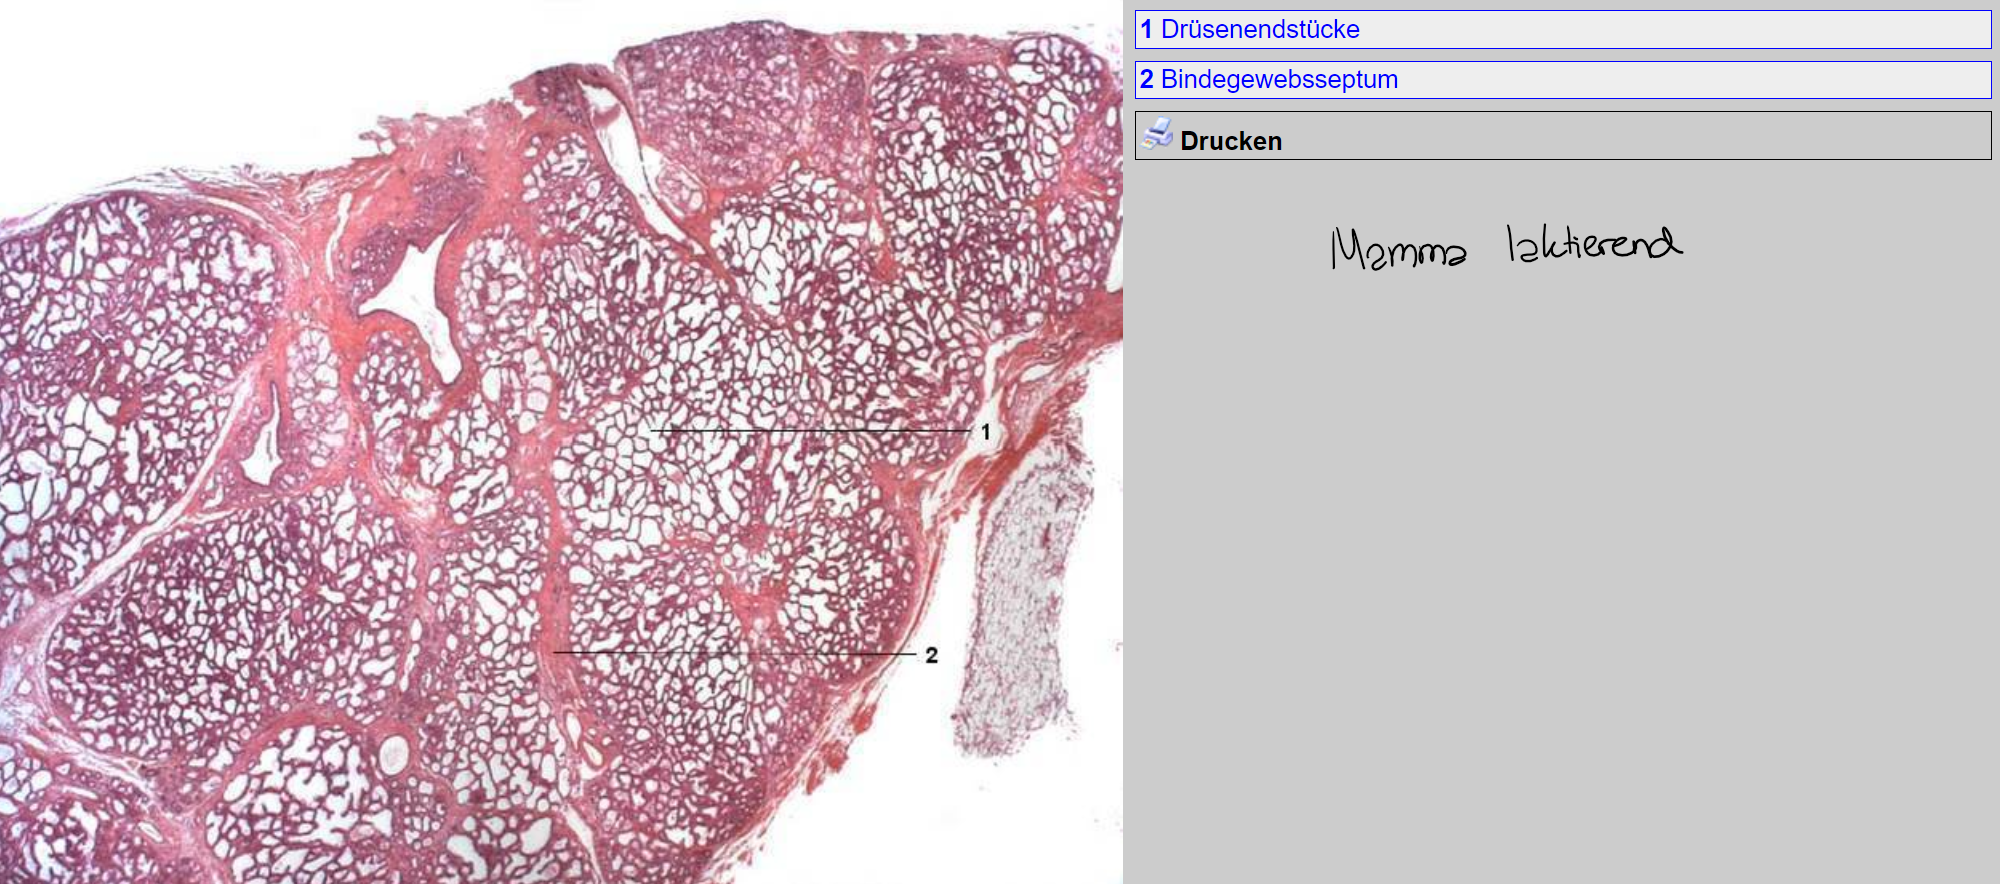 1 Drüsenendstücke
2 Bindegewebsseptum
Drucken
Mamma laktierend
1
2